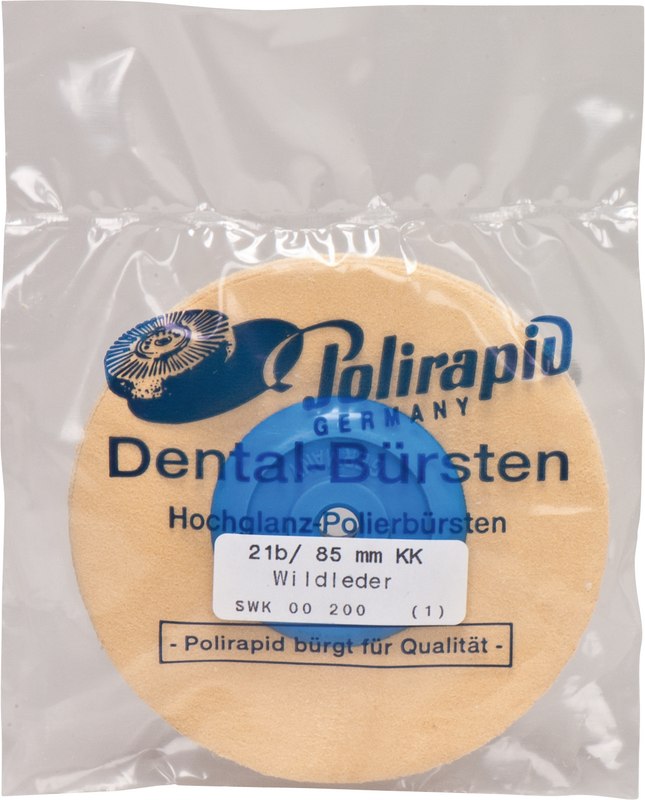 Polirapid
GERMANY
Dental-Bürsten
Hochglanz-Polierbürsten
21b/ 85 mm KK
Wildleder
SWK 00 200 (1)
- Polirapid bürgt für Qualität -